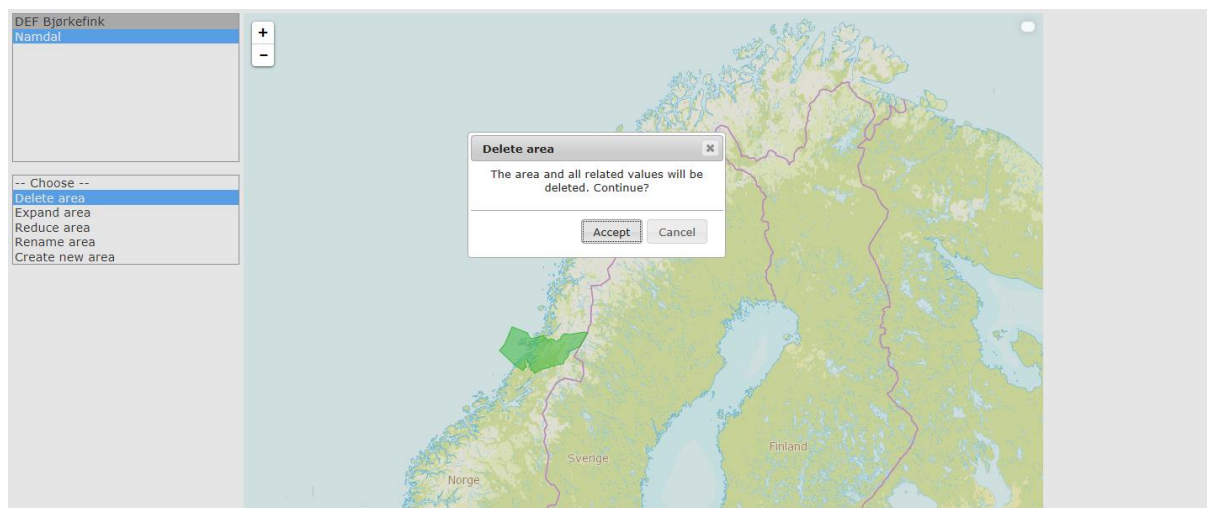 DEF Bjørkefink
Namdal
-- Choose --
Delete area
Expand area
Reduce area
Rename area
Create new area
+
−
Delete area
The area and all related values will be
deleted. Continue?
Accept
Cancel
Norge
Sverige
Finland